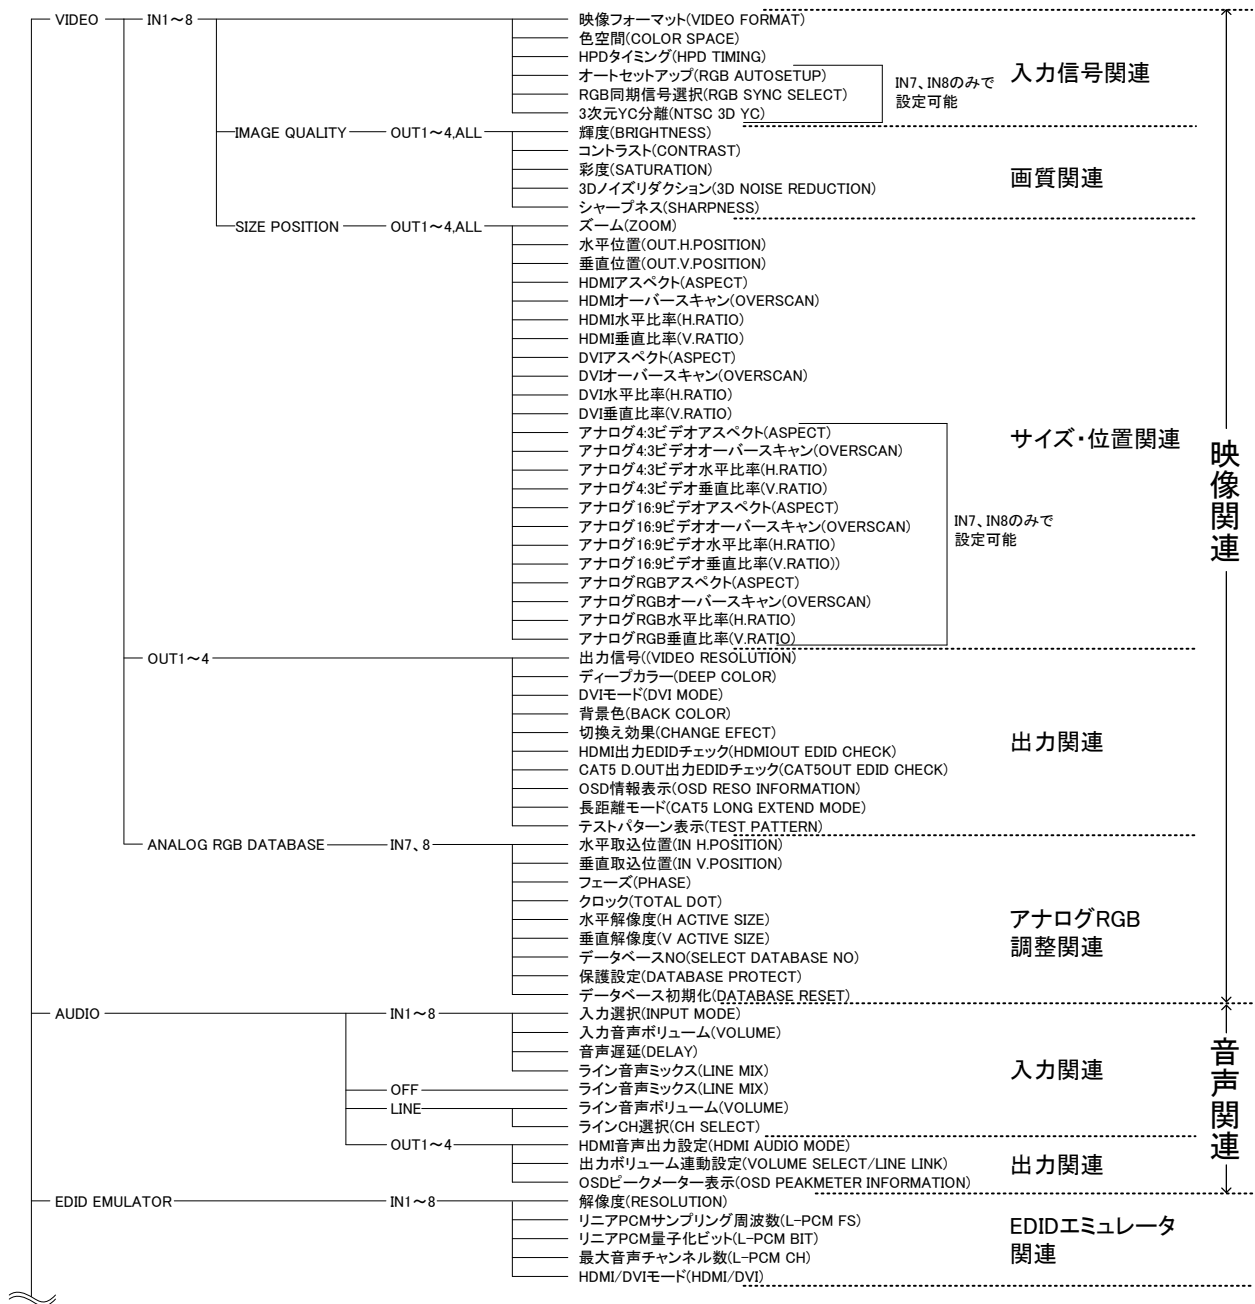 VIDEO IN1～8 映像フォーマット(VIDEO FORMAT)
色空間(COLOR SPACE)
HPDタイミング(HPD TIMING)
オートセットアップ(RGB AUTOSETUP)
RGB同期信号選択(RGB SYNC SELECT)
3次元YC分離(NTSC 3D YC)
IN7、IN8のみで
設定可能
入力信号関連
IMAGE QUALITY OUT1～4,ALL 輝度(BRIGHTNESS)
コントラスト(CONTRAST)
彩度(SATURATION)
3Dノイズリダクション(3D NOISE REDUCTION)
シャープネス(SHARPNESS)
画質関連
SIZE POSITION OUT1～4,ALL ズーム(ZOOM)
水平位置(OUT.H.POSITION)
垂直位置(OUT.V.POSITION)
HDMIアスペクト(ASPECT)
HDMIオーバースキャン(OVERSCAN)
HDMI水平比率(H.RATIO)
HDMI垂直比率(V.RATIO)
DVIアスペクト(ASPECT)
DVIオーバースキャン(OVERSCAN)
DVI水平比率(H.RATIO)
DVI垂直比率(V.RATIO)
アナログ4:3ビデオアスペクト(ASPECT)
アナログ4:3ビデオオーバースキャン(OVERSCAN)
アナログ4:3ビデオ水平比率(H.RATIO)
アナログ4:3ビデオ垂直比率(V.RATIO)
アナログ16:9ビデオアスペクト(ASPECT)
アナログ16:9ビデオオーバースキャン(OVERSCAN)
アナログ16:9ビデオ水平比率(H.RATIO)
アナログ16:9ビデオ垂直比率(V.RATIO))
アナログRGBアスペクト(ASPECT)
アナログRGBオーバースキャン(OVERSCAN)
アナログRGB水平比率(H.RATIO)
アナログRGB垂直比率(V.RATIO)
IN7、IN8のみで
設定可能
サイズ・位置関連
映像関連
OUT1～4 出力信号((VIDEO RESOLUTION)
ディープカラー(DEEP COLOR)
DVIモード(DVI MODE)
背景色(BACK COLOR)
切換え効果(CHANGE EFECT)
HDMI出力EDIDチェック(HDMIOUT EDID CHECK)
CAT5 D.OUT出力EDIDチェック(CAT5OUT EDID CHECK)
OSD情報表示(OSD RESO INFORMATION)
長距離モード(CAT5 LONG EXTEND MODE)
テストパターン表示(TEST PATTERN)
出力関連
ANALOG RGB DATABASE IN7、8 水平取込位置(IN H.POSITION)
垂直取込位置(IN V.POSITION)
フェーズ(PHASE)
クロック(TOTAL DOT)
水平解像度(H ACTIVE SIZE)
垂直解像度(V ACTIVE SIZE)
データベースNO(SELECT DATABASE NO)
保護設定(DATABASE PROTECT)
データベース初期化(DATABASE RESET)
アナログRGB
調整関連
AUDIO IN1～8 入力選択(INPUT MODE)
入力音声ボリューム(VOLUME)
音声遅延(DELAY)
ライン音声ミックス(LINE MIX)
OFF ライン音声ミックス(LINE MIX)
LINE ライン音声ボリューム(VOLUME)
ラインCH選択(CH SELECT)
入力関連
音声関連
OUT1～4 HDMI音声出力設定(HDMI AUDIO MODE)
出力ボリューム連動設定(VOLUME SELECT/LINE LINK)
OSDピークメーター表示(OSD PEAKMETER INFORMATION)
出力関連
EDID EMULATOR IN1～8 解像度(RESOLUTION)
リニアPCMサンプリング周波数(L-PCM FS)
リニアPCM量子化ビット(L-PCM BIT)
最大音声チャンネル数(L-PCM CH)
HDMI/DVIモード(HDMI/DVI)
EDIDエミュレータ
関連